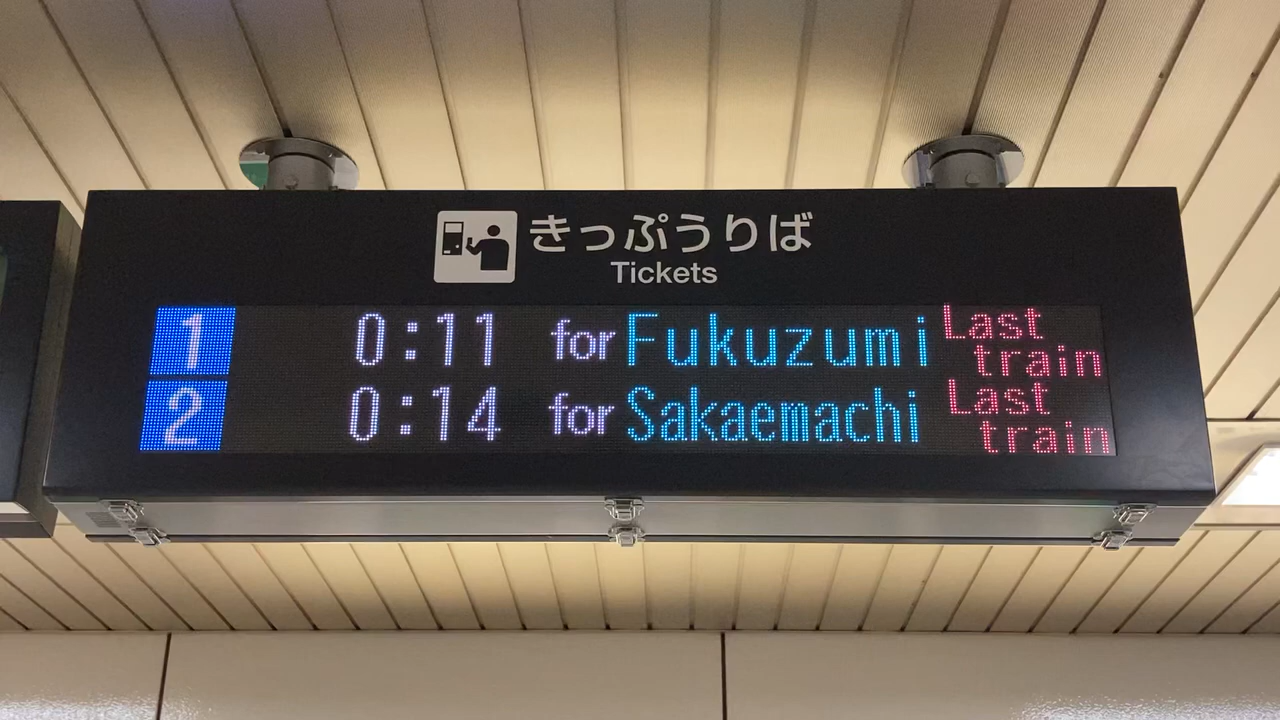 きっぷうりば
Tickets
1 0:11 for Fukuzumi Last train
2 0:14 for Sakaemachi Last train